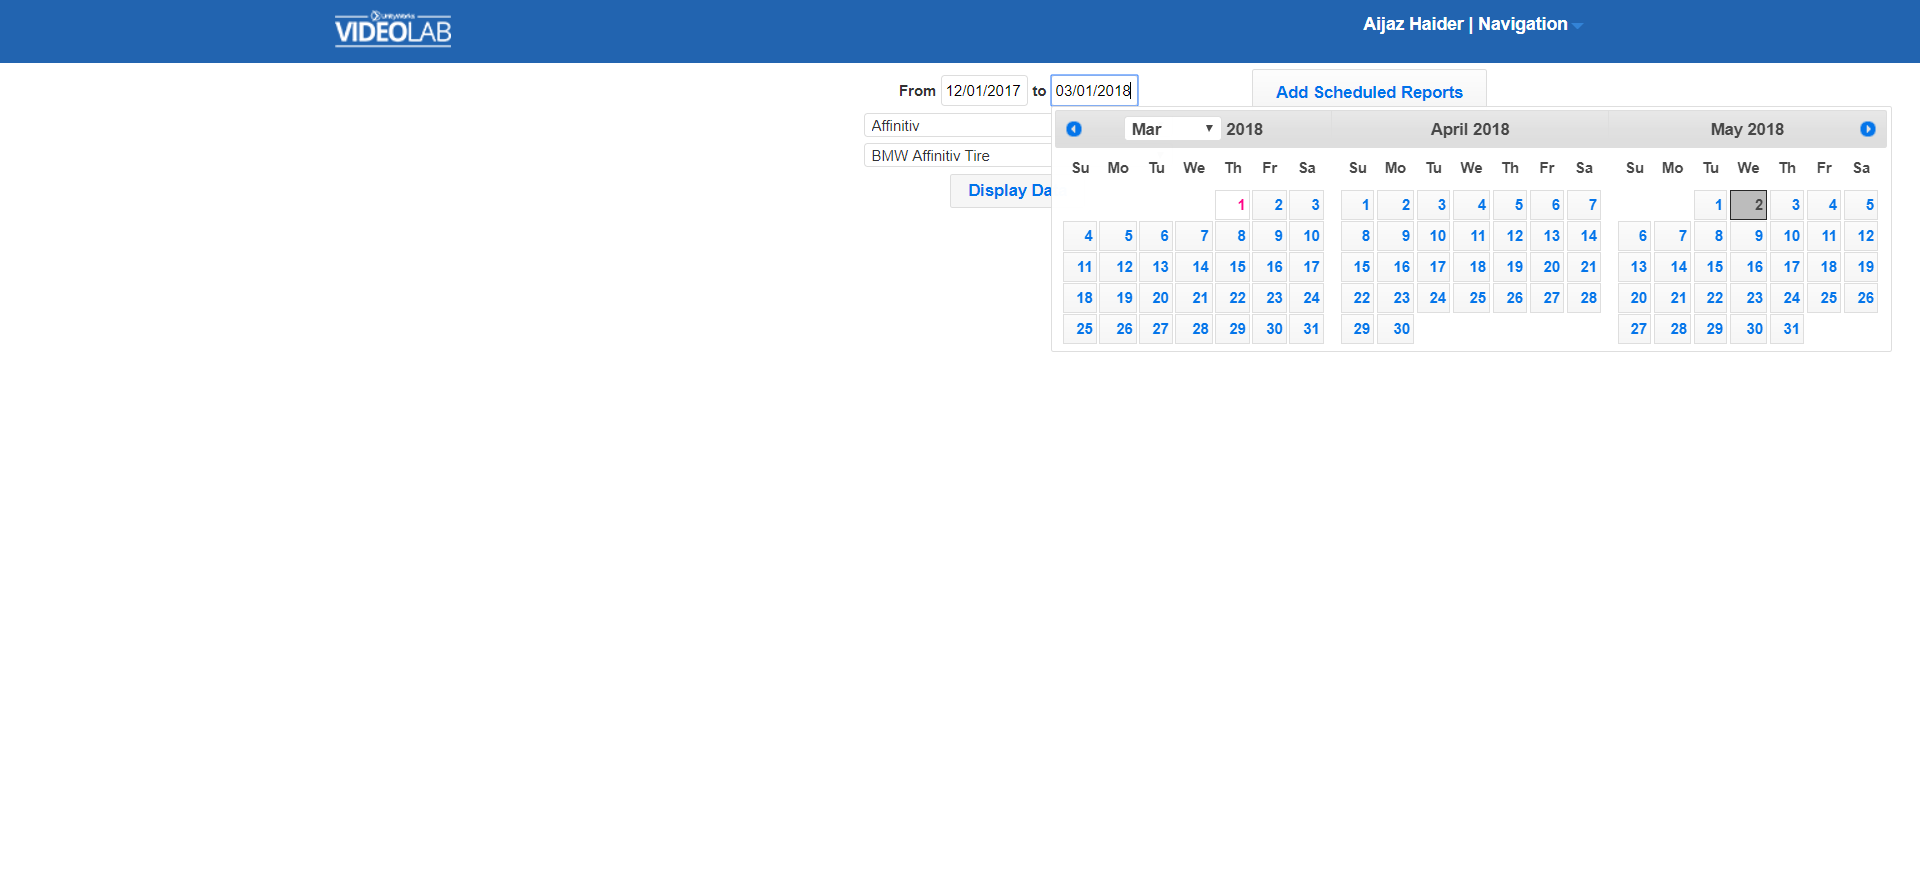 UnityWorks
VIDEOLAB
Aijaz Haider | Navigation
From 12/01/2017 to 03/01/2018
Add Scheduled Reports
Affinitiv
BMW Affinitiv Tire
Display Da
Mar 2018
Su Mo Tu We Th Fr Sa
1 2 3
4 5 6 7 8 9 10
11 12 13 14 15 16 17
18 19 20 21 22 23 24
25 26 27 28 29 30 31
April 2018
Su Mo Tu We Th Fr Sa
1 2 3 4 5 6 7
8 9 10 11 12 13 14
15 16 17 18 19 20 21
22 23 24 25 26 27 28
29 30
May 2018
Su Mo Tu We Th Fr Sa
1 2 3 4 5
6 7 8 9 10 11 12
13 14 15 16 17 18 19
20 21 22 23 24 25 26
27 28 29 30 31